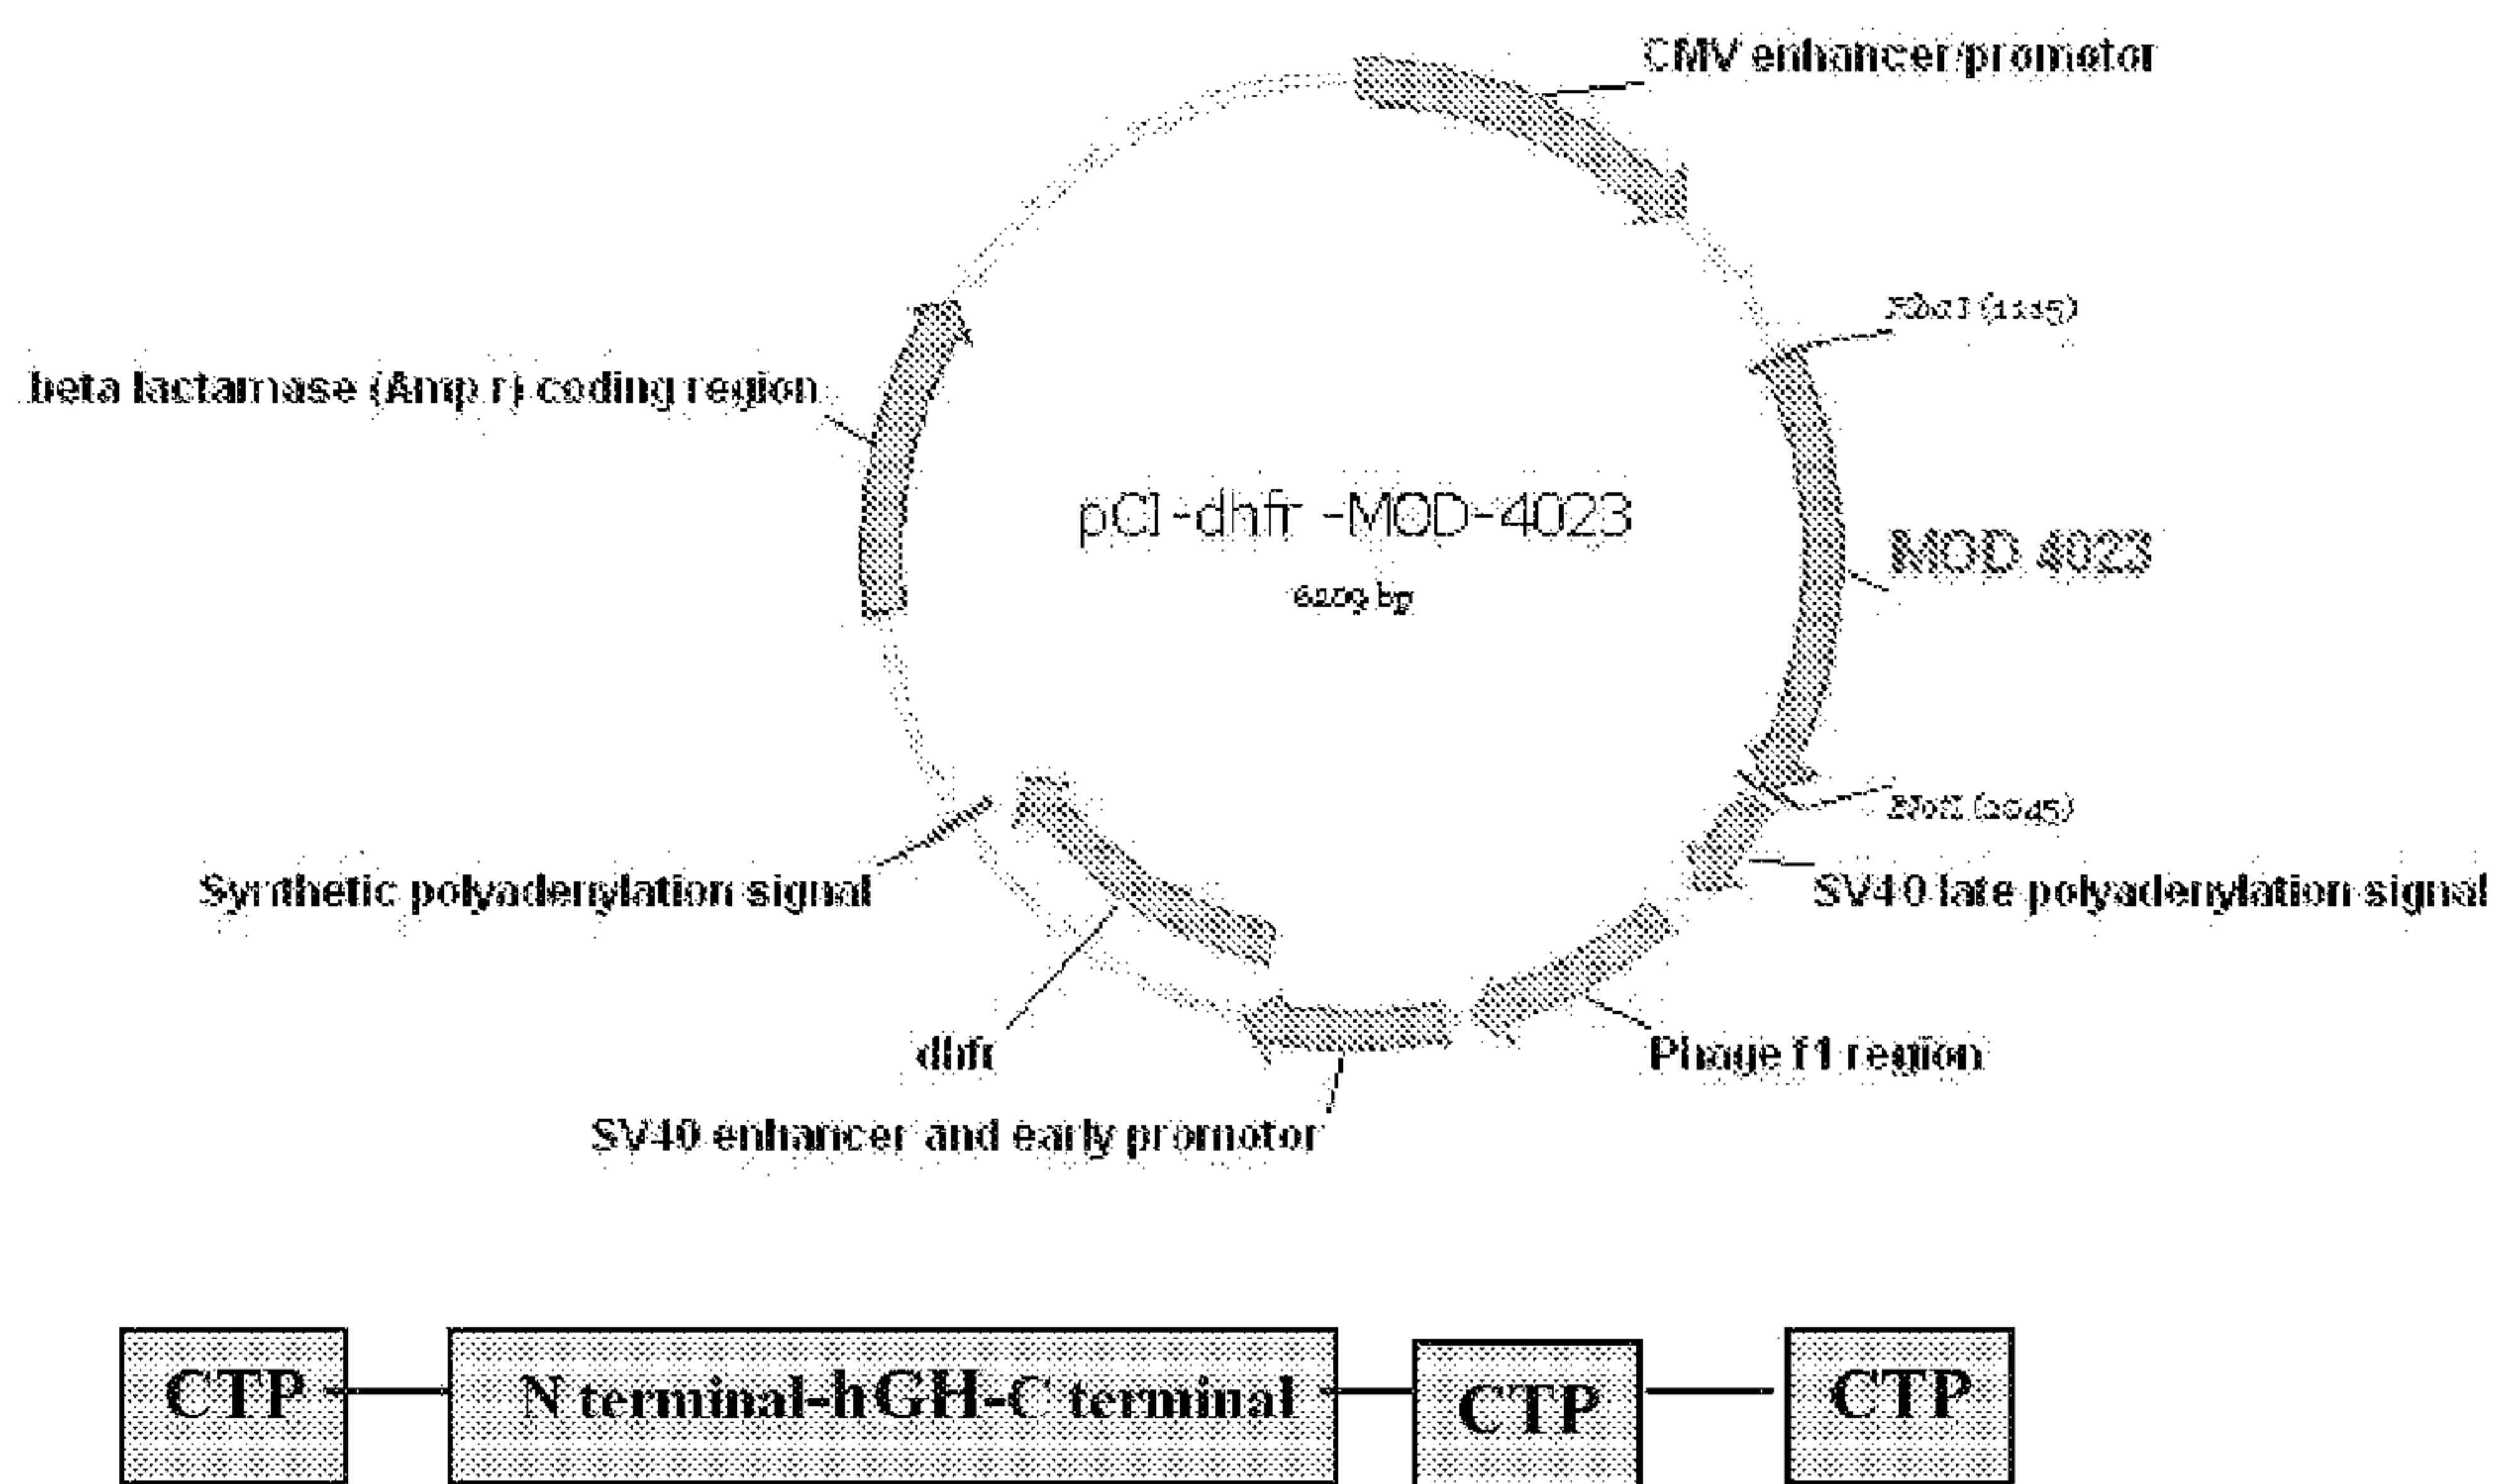 CMV enhancer/promotor
beta lactamase (Amp r) coding region
pCI-dhfr -MOD-4023
bp
MOD 4023
Synthetic polyadenylation signal
SV40 late polyadenylation signal
dhfr
Phage f1 region
SV40 enhancer and early promotor
CTP
N terminal-hGH-C terminal
CTP
CTP